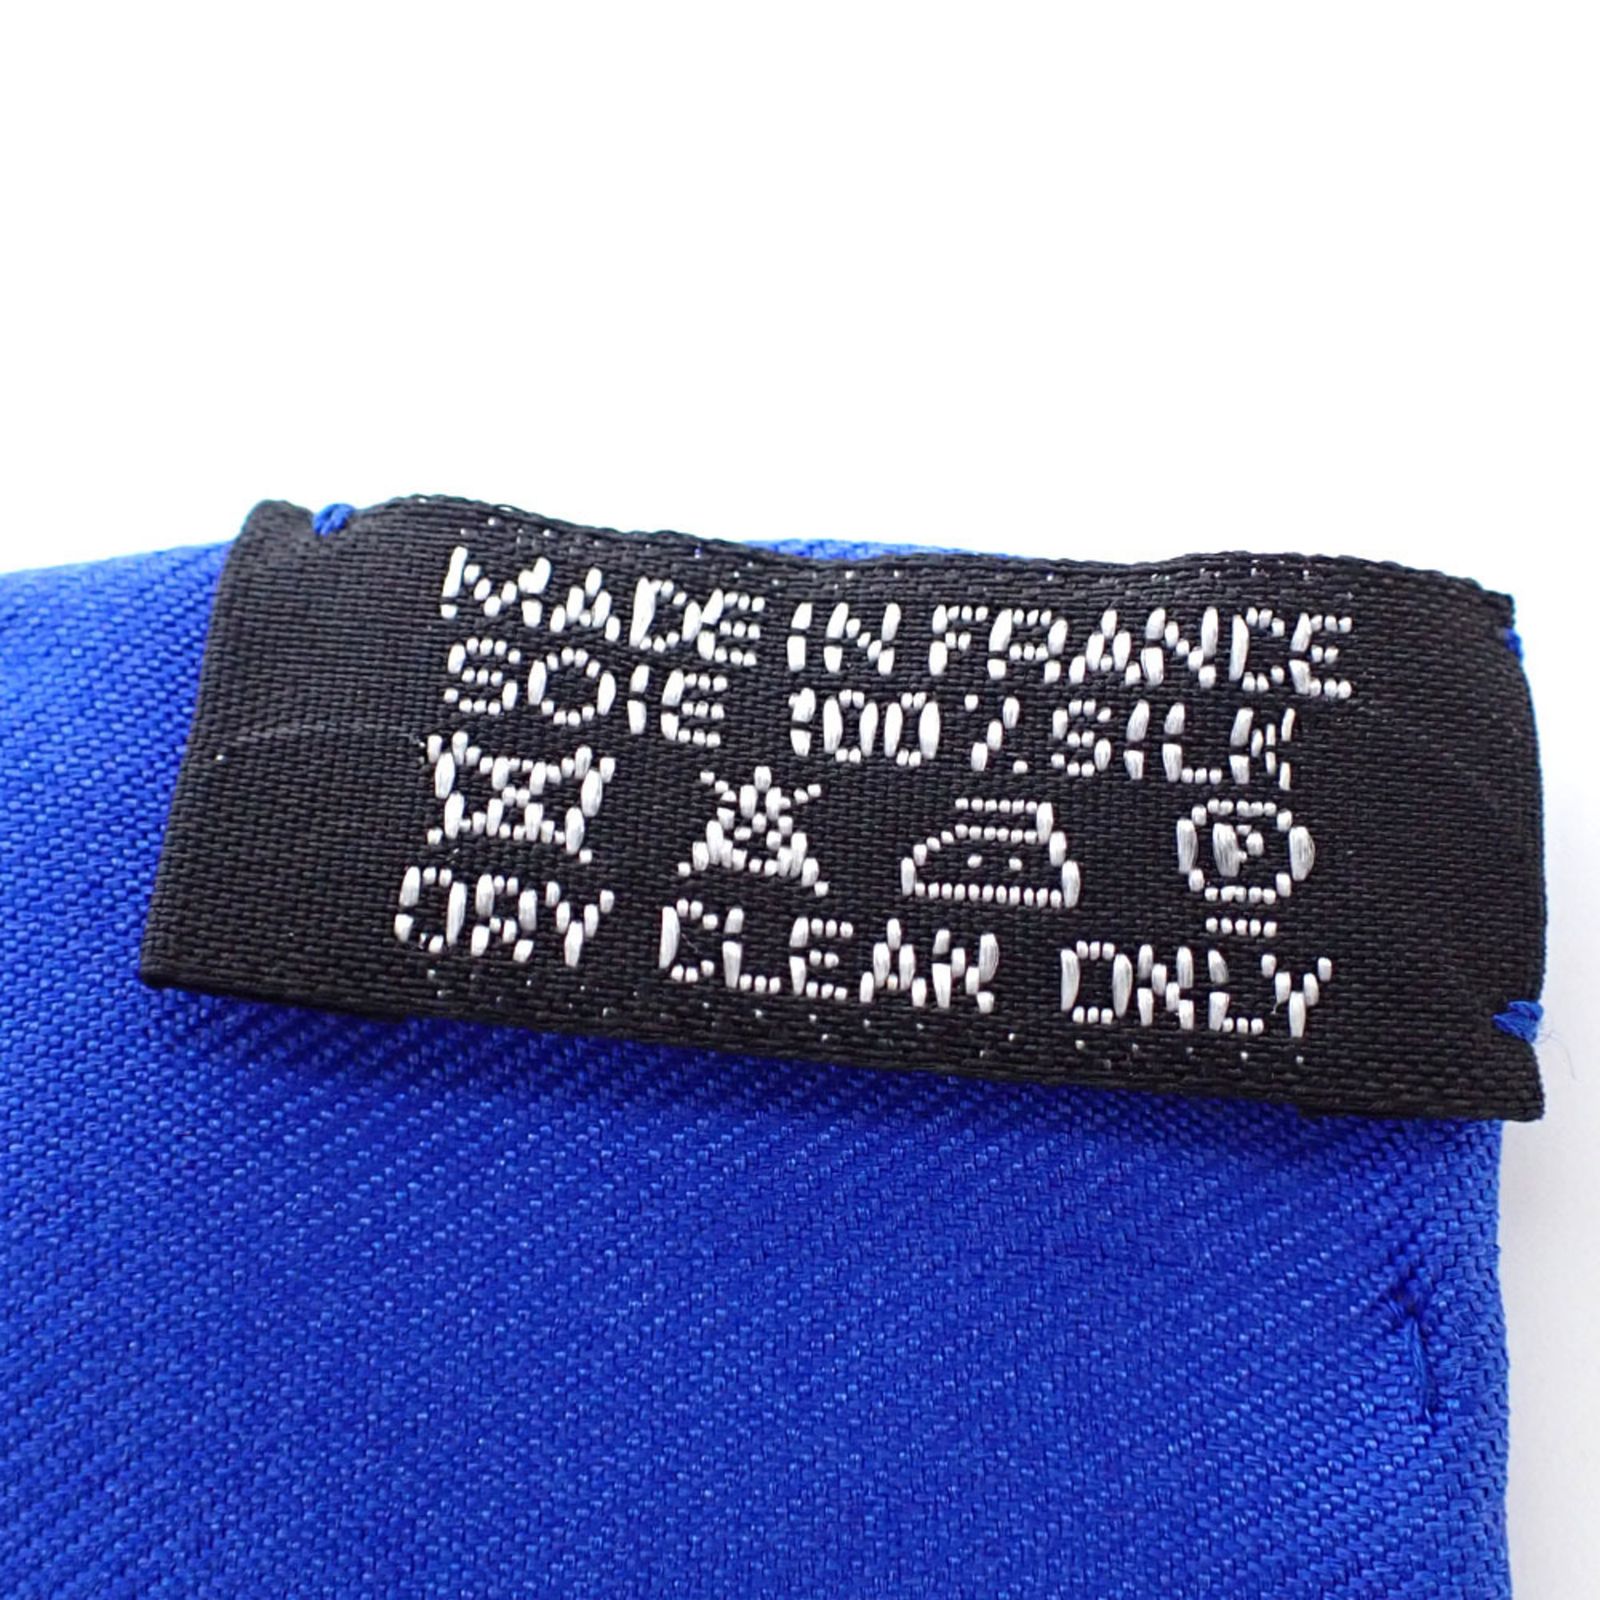 MADE IN FRANCE
SOIE 100% SILK
P
DRY CLEAN ONLY